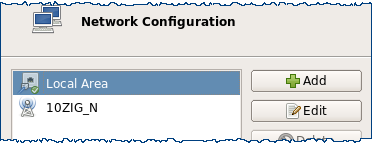 Network Configuration
Local Area
Add
10ZIG_N
Edit